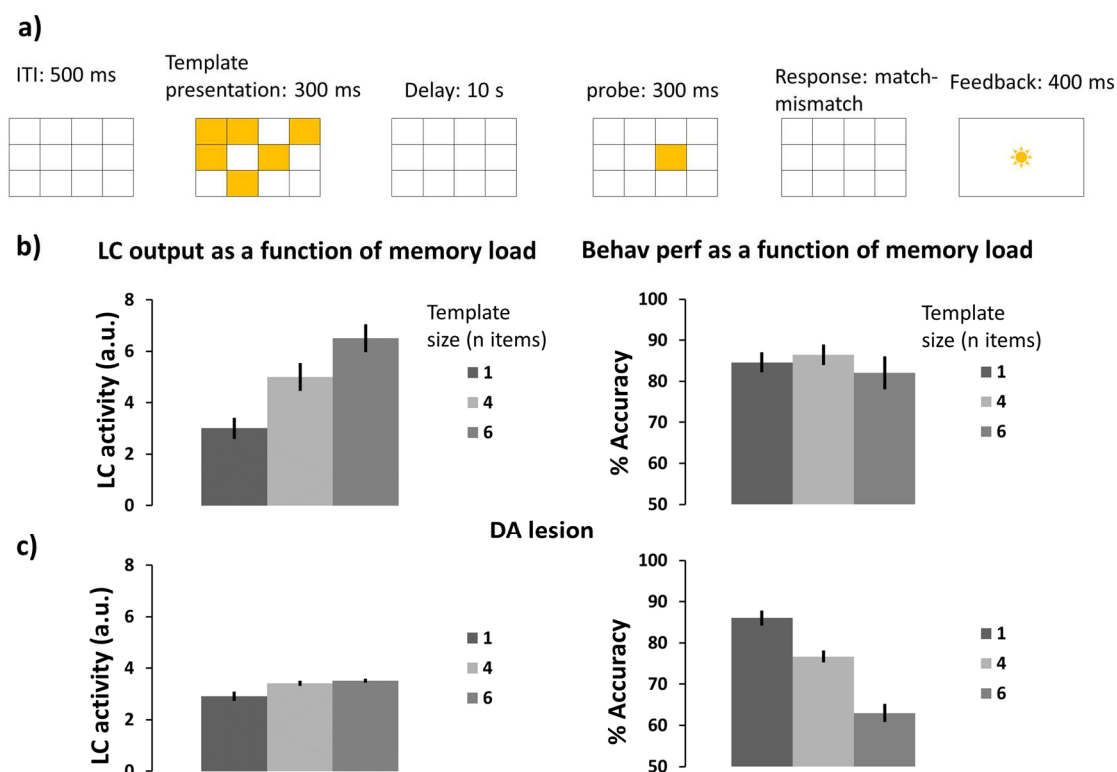 a)
ITI: 500 ms
Template
presentation: 300 ms
Delay: 10 s
probe: 300 ms
Response: match-
mismatch
Feedback: 400 ms
b)
LC output as a function of memory load
Behav perf as a function of memory load
LC activity (a.u.)
8
6
4
2
0
Template
size (n items)
1
4
6
% Accuracy
100
90
80
70
60
50
Template
size (n items)
1
4
6
DA lesion
c)
LC activity (a.u.)
8
6
4
2
0
1
4
6
% Accuracy
100
90
80
70
60
50
1
4
6